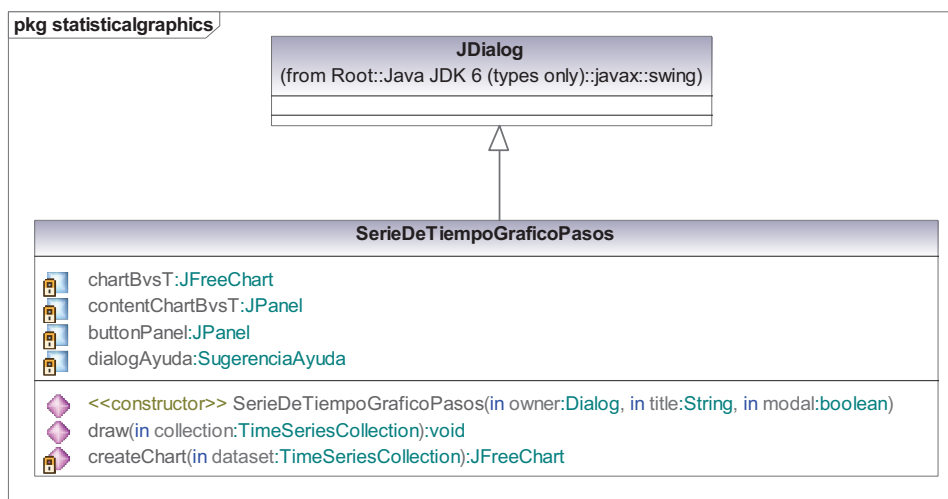 pkg statisticalgraphics
JDialog
(from Root::Java JDK 6 (types only)::javax::swing)
SerieDeTiempoGraficoPasos
chartBvsT:JFreeChart
contentChartBvsT:JPanel
buttonPanel:JPanel
dialogAyuda:SugerenciaAyuda
<<constructor>> SerieDeTiempoGraficoPasos(in owner:Dialog, in title:String, in modal:boolean)
draw(in collection:TimeSeriesCollection):void
createChart(in dataset:TimeSeriesCollection):JFreeChart